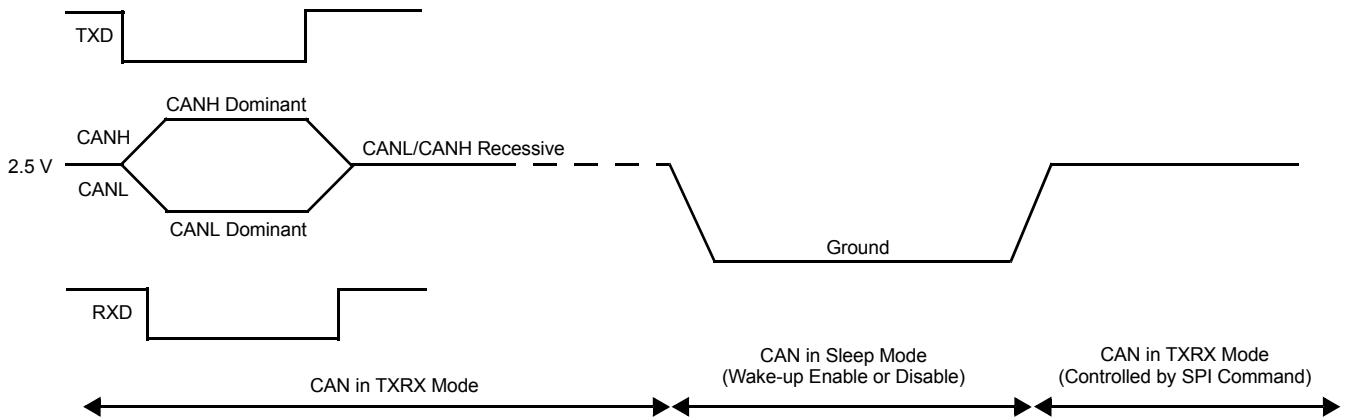 TXD
CANH Dominant
CANH
2.5 V
CANL/CANH Recessive
CANL
CANL Dominant
Ground
RXD
CAN in TXRX Mode
CAN in Sleep Mode
(Wake-up Enable or Disable)
CAN in TXRX Mode
(Controlled by SPI Command)